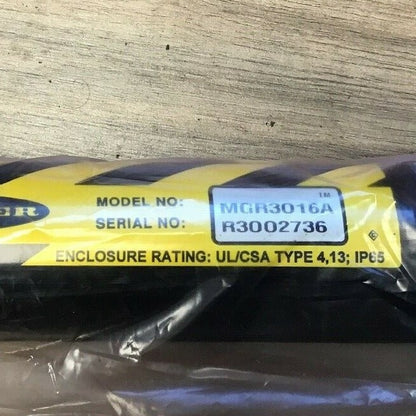 MODEL NO: MGR3016A
SERIAL NO: R3002736
ENCLOSURE RATING: UL/CSA TYPE 4,13; IP65